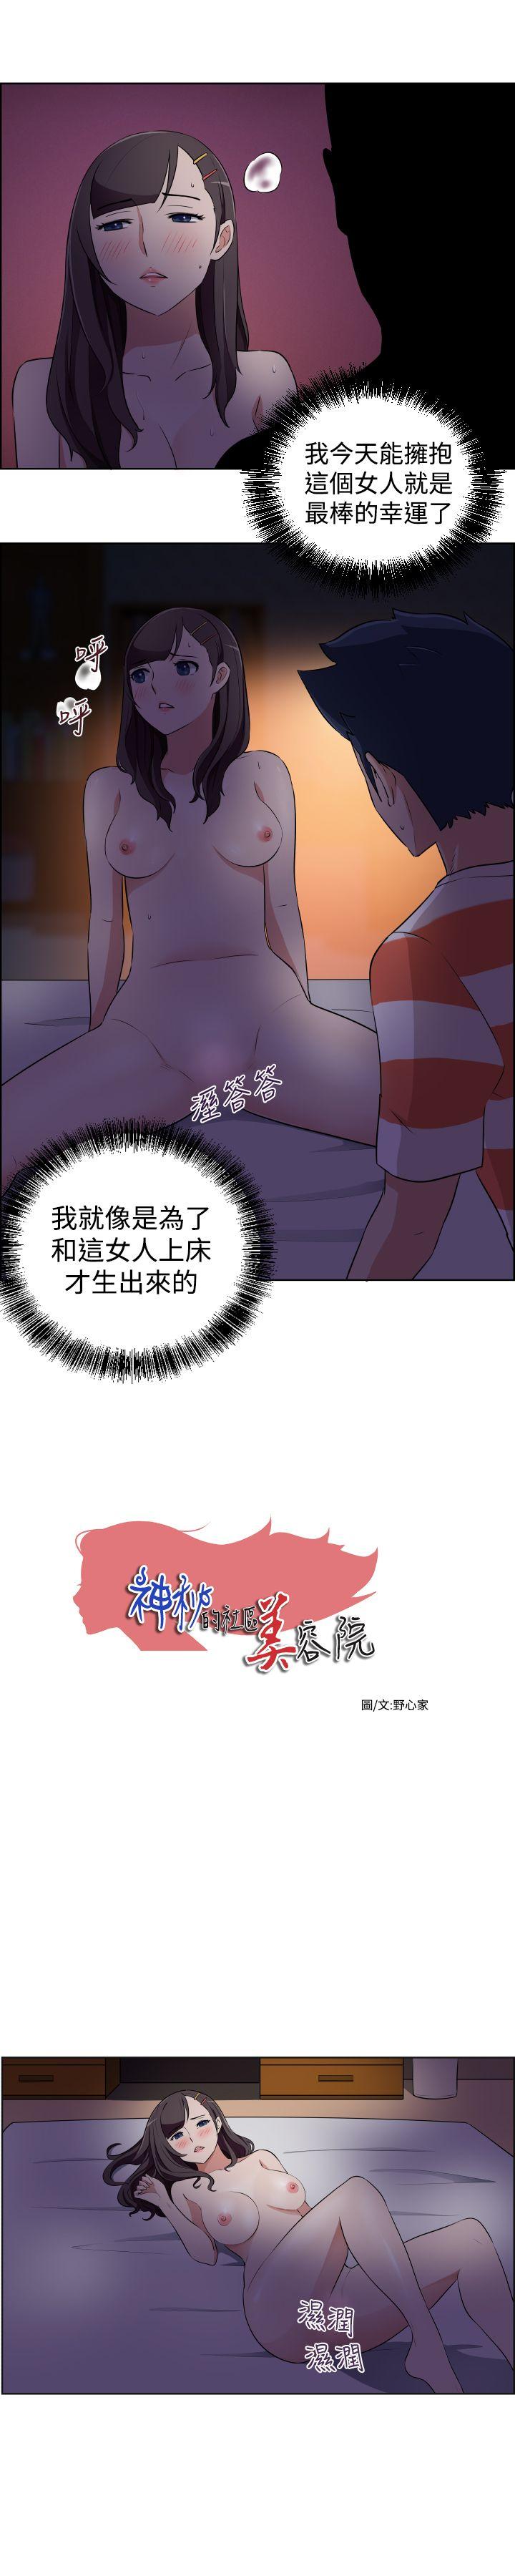 我今天能擁抱
這個女人就是
最棒的幸運了
呼
呼
溼答答
我就像是為了
和這女人上床
才生出來的
神秘的社區美容院
圖/文:野心家
濕潤
濕潤